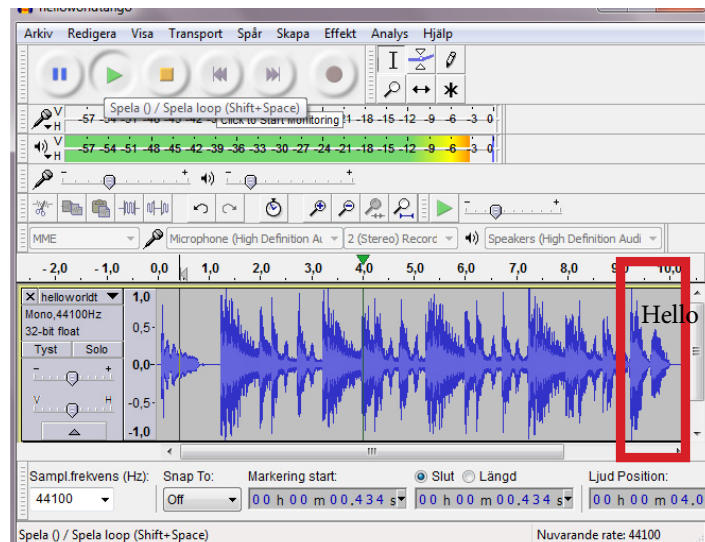 helloworldtango
Arkiv Redigera Visa Transport Spår Skapa Effekt Analys Hjälp
Spela () / Spela loop (Shift+Space)
V -57 -54 -51 -48 -45 -42 -3 Click to Start Monitoring 21 -18 -15 -12 -9 -6 -3 0
H
V -57 -54 -51 -48 -45 -42 -39 -36 -33 -30 -27 -24 -21 -18 -15 -12 -9 -6 -3 0
H
- + - +
- +
MME Microphone (High Definition Au 2 (Stereo) Record Speakers (High Definition Audi
- 2,0 - 1,0 0,0 1,0 2,0 3,0 4,0 5,0 6,0 7,0 8,0 9,0 10,0
X helloworldt 1,0
Hello
Mono,44100Hz
32-bit float 0,5-
Tyst Solo
- + 0,0-
V H -0,5-
-1,0
Sampl.frekvens (Hz): Snap To: Markering start: Slut Längd Ljud Position:
44100 Off 00 h 00 m 00.434 s 00 h 00 m 00.434 s 00 h 00 m 04.0
Spela () / Spela loop (Shift+Space) Nuvarande rate: 44100